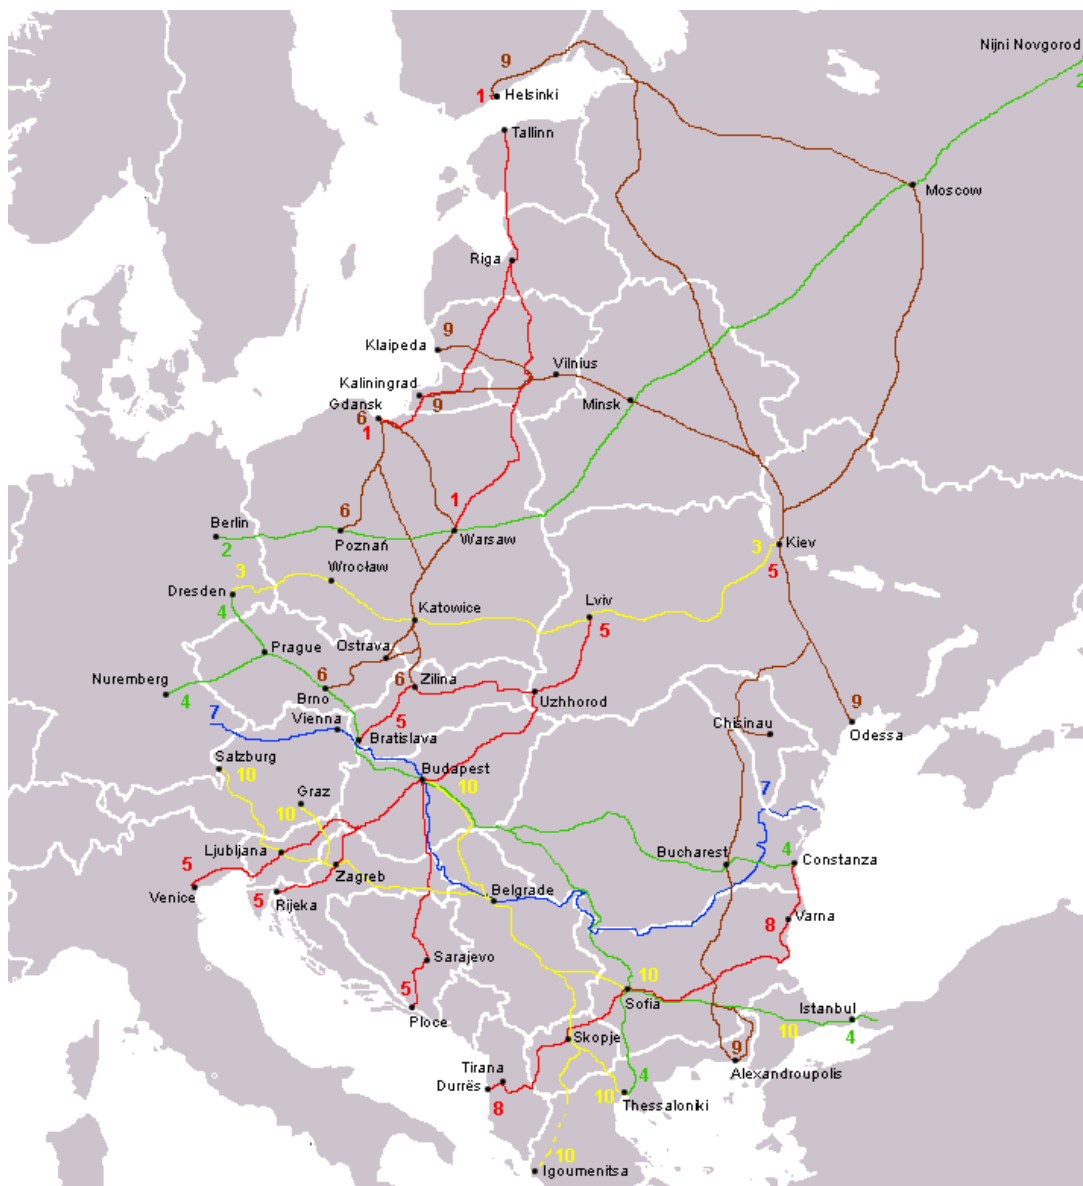 Nijni Novgorod
9
2
1
Helsinki
Tallinn
Moscow
Riga
9
Klaipeda
Vilnius
Kaliningrad
Minsk
9
Gdansk
6
1
1
6
Berlin
Poznań
Warsaw
3
Kiev
2
Wrocław
5
3
Dresden
4
Katowice
Lviv
5
Prague
Ostrava
Nuremberg
6
6
Zilina
4
Brno
Uzhhorod
7
Vienna
5
Chisinau
9
Odessa
Bratislava
Salzburg
10
Budapest
10
7
Graz
10
Ljubljana
4
Bucharest
Constanza
5
Zagreb
Venice
5
Rijeka
Belgrade
8
Varna
Sarajevo
5
10
Sofia
Istanbul
Ploce
10
4
Skopje
9
Tirana
Alexandroupolis
Durrës
4
10
8
Thessaloniki
10
Igoumenitsa